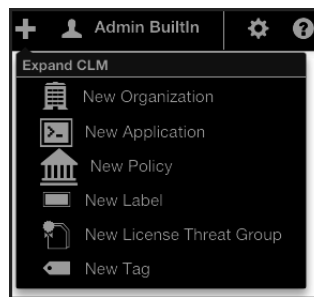 Admin BuiltIn
Expand CLM
New Organization
New Application
New Policy
New Label
New License Threat Group
New Tag